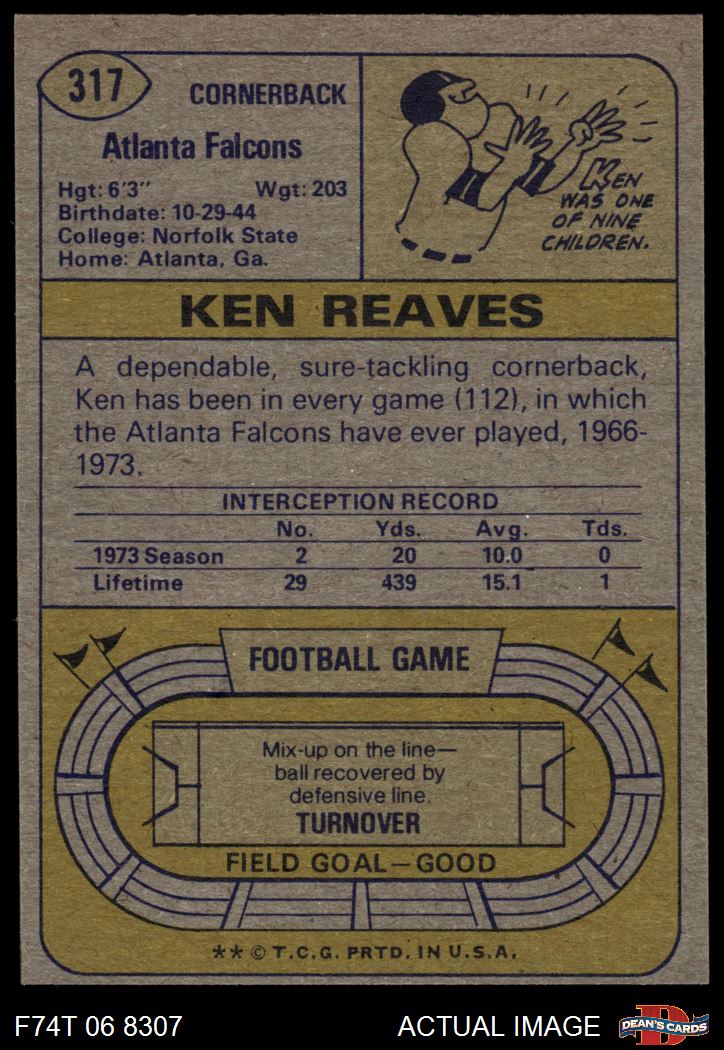 317
CORNERBACK
Atlanta Falcons
Hgt: 6'3" Wgt: 203
Birthdate: 10-29-44
College: Norfolk State
Home: Atlanta, Ga.
KEN
WAS ONE
OF NINE
CHILDREN.
KEN REAVES
A dependable, sure-tackling cornerback,
Ken has been in every game (112), in which
the Atlanta Falcons have ever played, 1966-
1973.
INTERCEPTION RECORD
No. Yds. Avg. Tds.
1973 Season 2 20 10.0 0
Lifetime 29 439 15.1 1
FOOTBALL GAME
Mix-up on the line—
ball recovered by
defensive line.
TURNOVER
FIELD GOAL—GOOD
** © T.C.G. PRTD. IN U.S.A.
F74T 06 8307 ACTUAL IMAGE
D
DEAN'S CARDS